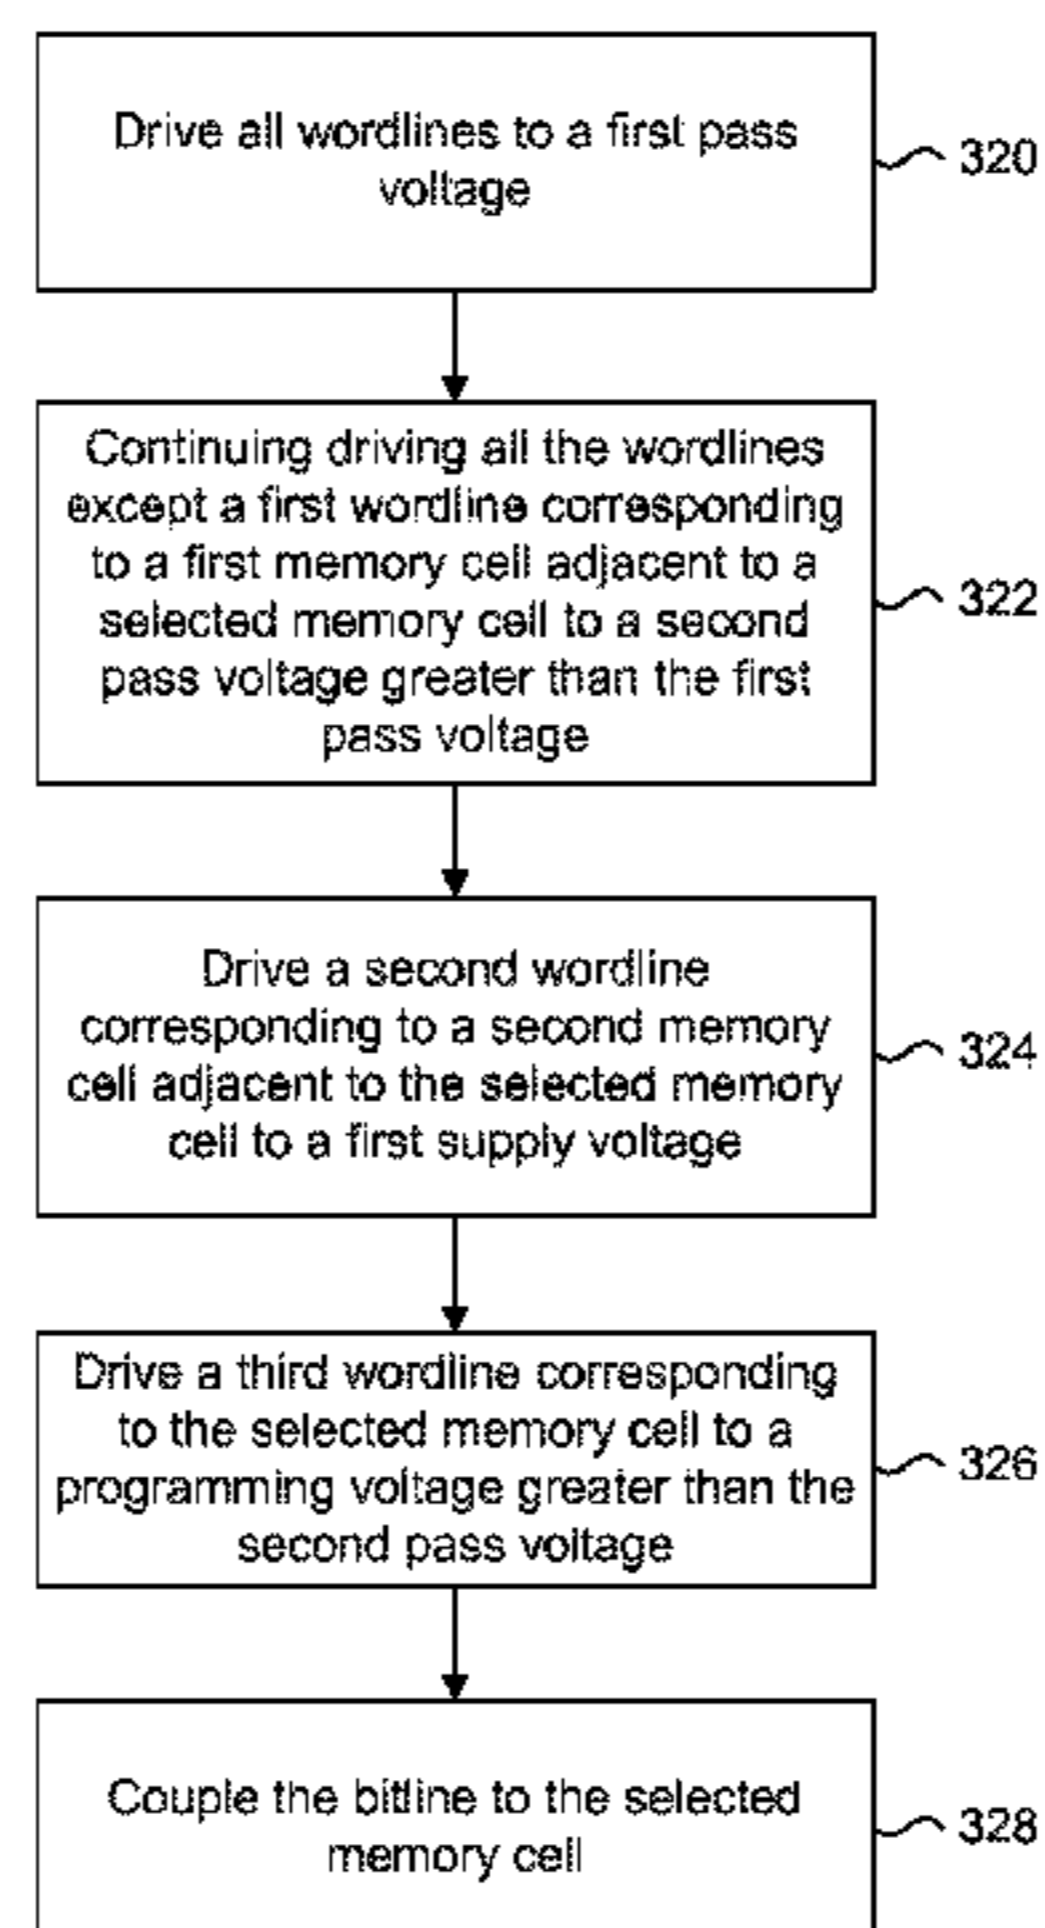 Drive all wordlines to a first pass
voltage
320
Continuing driving all the wordlines
except a first wordline corresponding
to a first memory cell adjacent to a
selected memory cell to a second
pass voltage greater than the first
pass voltage
322
Drive a second wordline
corresponding to a second memory
cell adjacent to the selected memory
cell to a first supply voltage
324
Drive a third wordline corresponding
to the selected memory cell to a
programming voltage greater than the
second pass voltage
326
Couple the bitline to the selected
memory cell
328